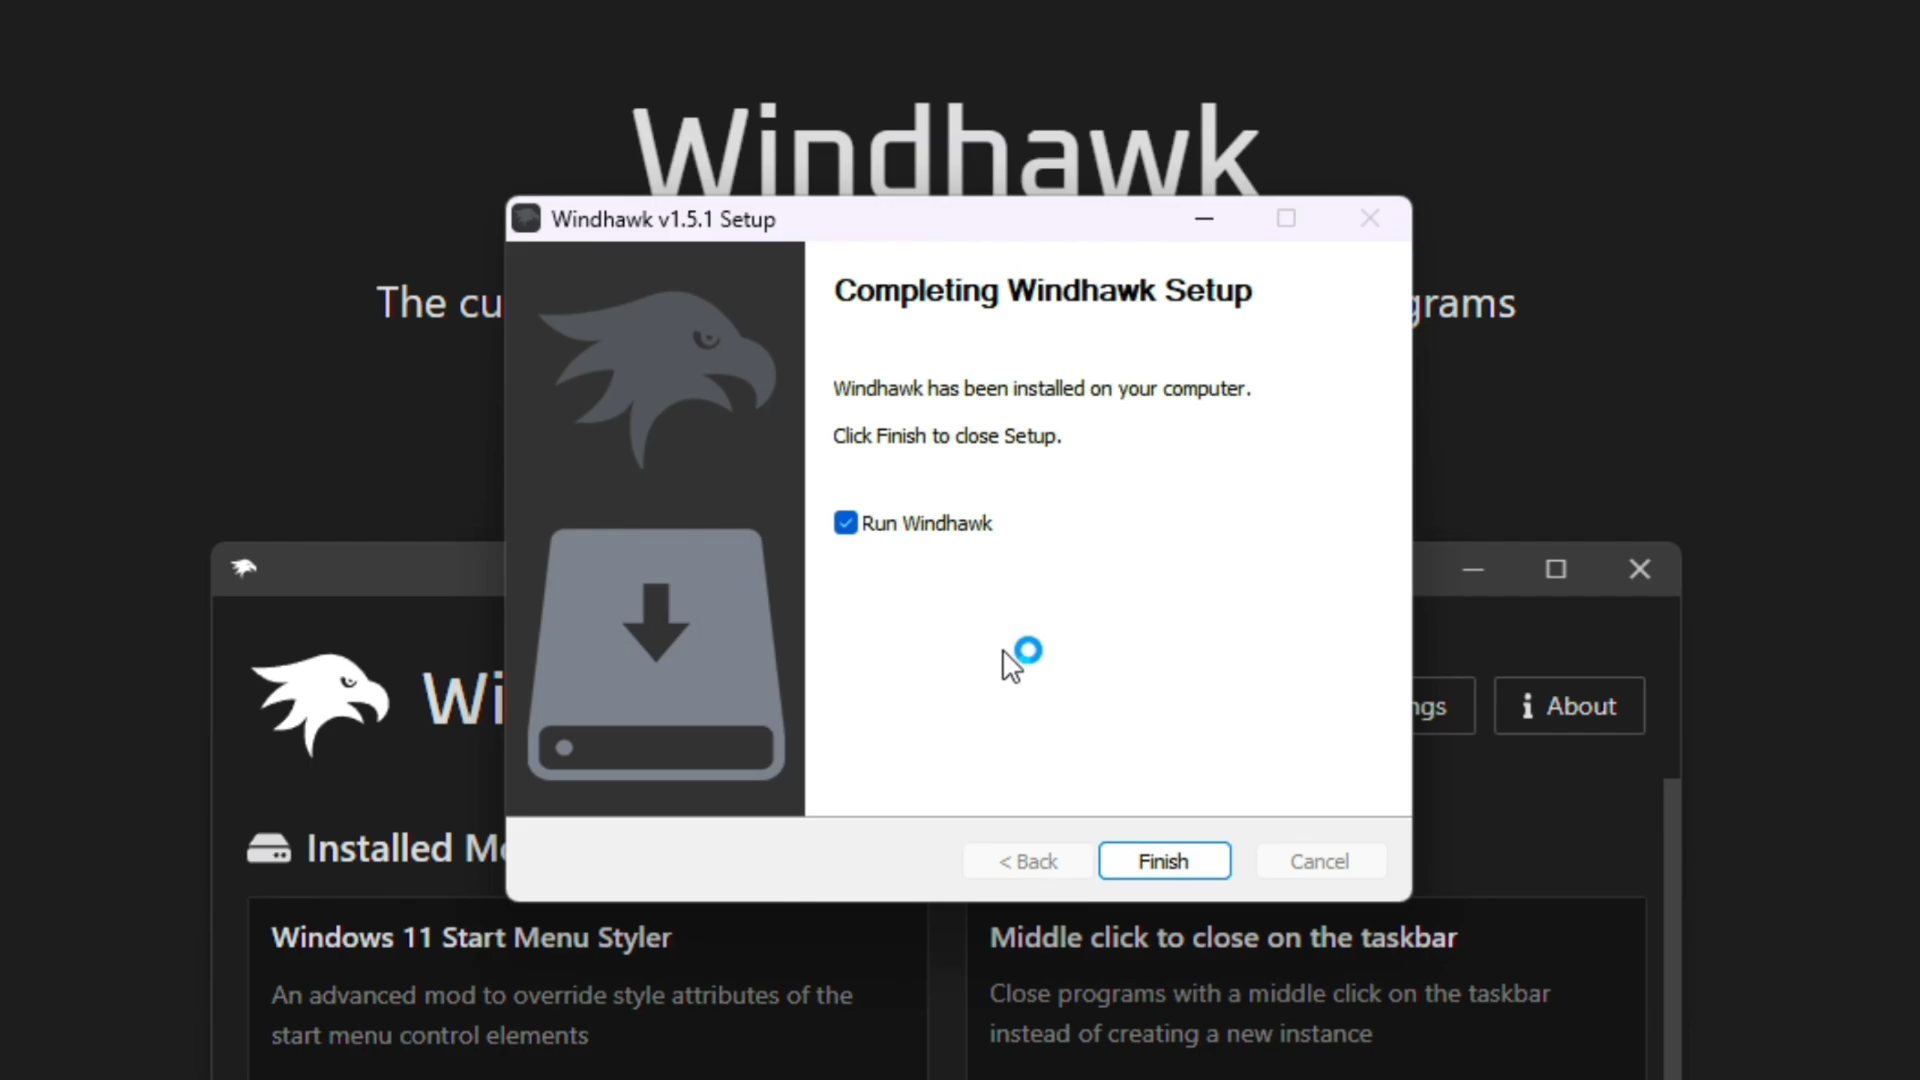 Windhawk
Windhawk v1.5.1 Setup
The cu
grams
Completing Windhawk Setup
Windhawk has been installed on your computer.
Click Finish to close Setup.
Run Windhawk
Wi
ngs
About
< Back
Finish
Cancel
Installed Mo
Windows 11 Start Menu Styler
An advanced mod to override style attributes of the
start menu control elements
Middle click to close on the taskbar
Close programs with a middle click on the taskbar
instead of creating a new instance